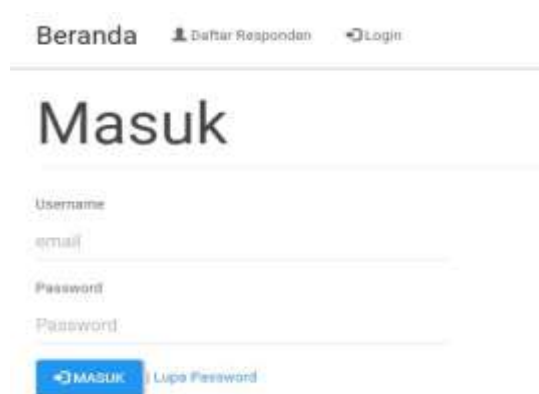 Beranda Daftar Responden Login
Masuk
Username
email
Password
Password
MASUK | Lupa Password